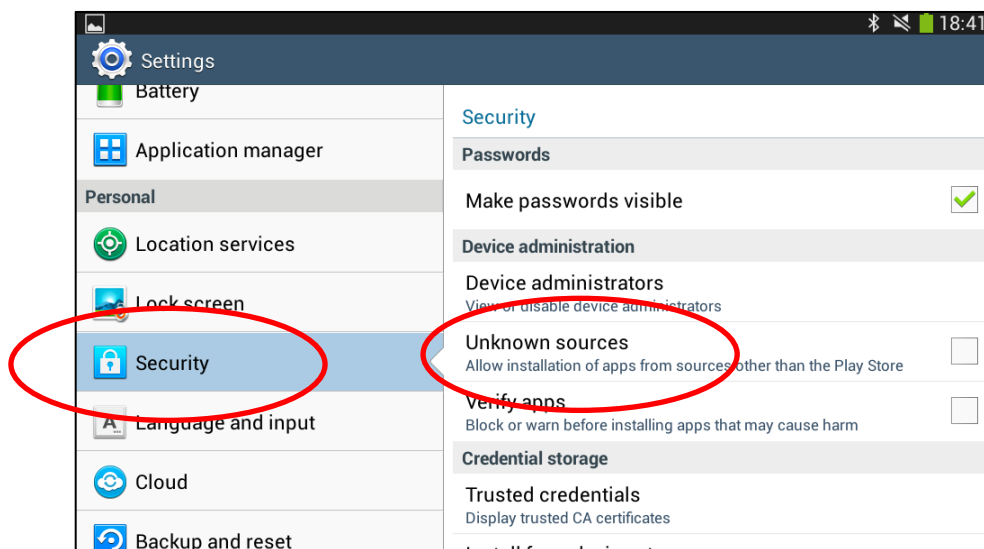 18:41
Settings
Battery
Application manager
Personal
Location services
Lock screen
Security
Language and input
Cloud
Backup and reset
Security
Passwords
Make passwords visible
Device administration
Device administrators
View or disable device administrators
Unknown sources
Allow installation of apps from sources other than the Play Store
Verify apps
Block or warn before installing apps that may cause harm
Credential storage
Trusted credentials
Display trusted CA certificates